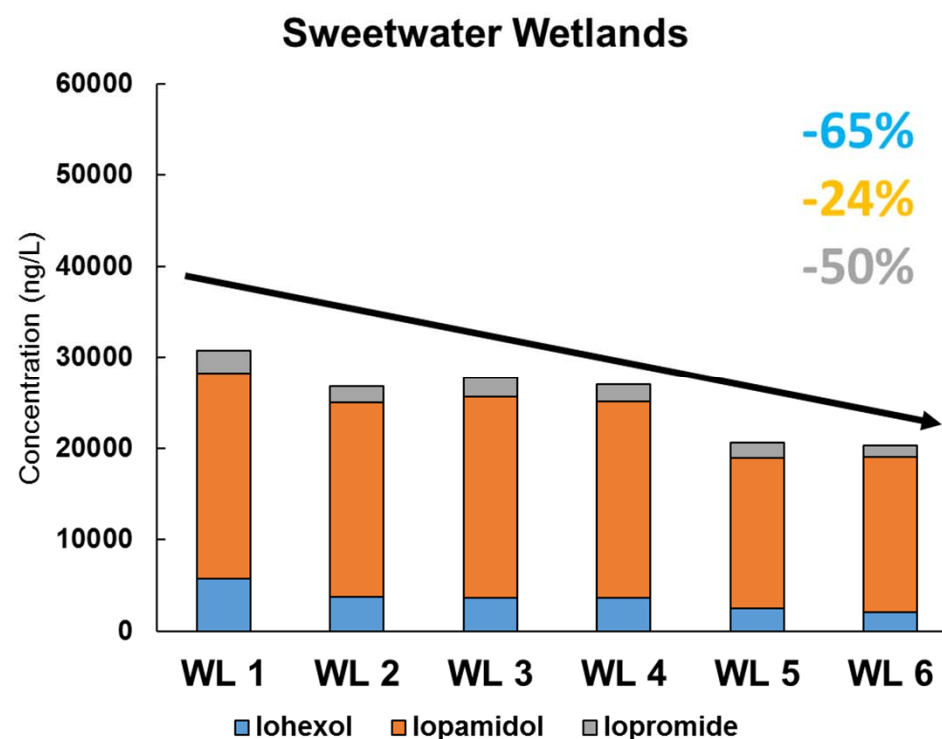 Sweetwater Wetlands
60000
50000
40000
30000
20000
10000
0
Concentration (ng/L)
-65%
-24%
-50%
WL 1 WL 2 WL 3 WL 4 WL 5 WL 6
Iohexol Iopamidol Iopromide